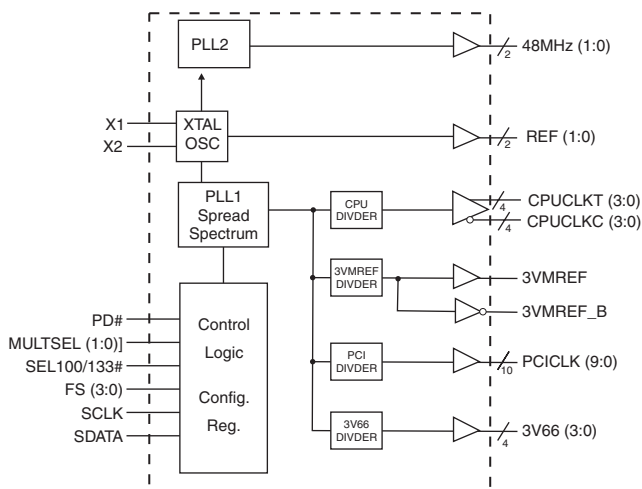 PLL2
48MHz (1:0)
2
X1
X2
XTAL
OSC
REF (1:0)
2
PLL1
Spread
Spectrum
CPU
DIVDER
CPUCLKT (3:0)
4
CPUCLKC (3:0)
4
3VMREF
DIVDER
3VMREF
3VMREF_B
PD#
MULTSEL (1:0)]
SEL100/133#
FS (3:0)
SCLK
SDATA
Control
Logic
Config.
Reg.
PCI
DIVDER
PCICLK (9:0)
10
3V66
DIVDER
3V66 (3:0)
4